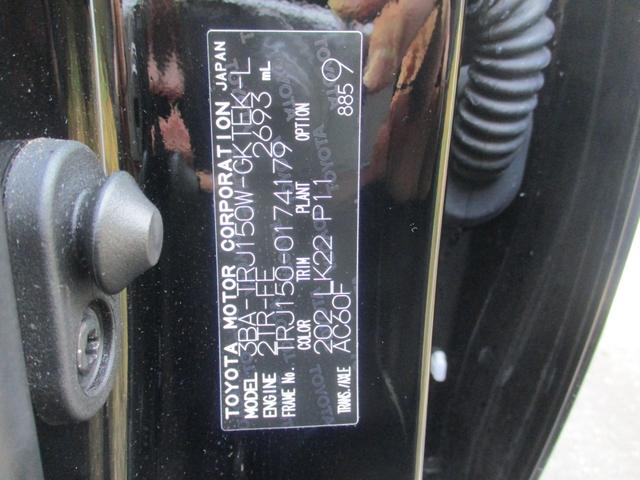 TOYOTA MOTOR CORPORATION JAPAN
MODEL 3BA-TRJ150W-GKTEK-L
ENGINE 2TR-FE 2693 mL
FRAME No. TRJ150-0174179
COLOR TRIM PLANT OPTION
202 LK22 P11 885
TRANS./AXLE AC60F
9